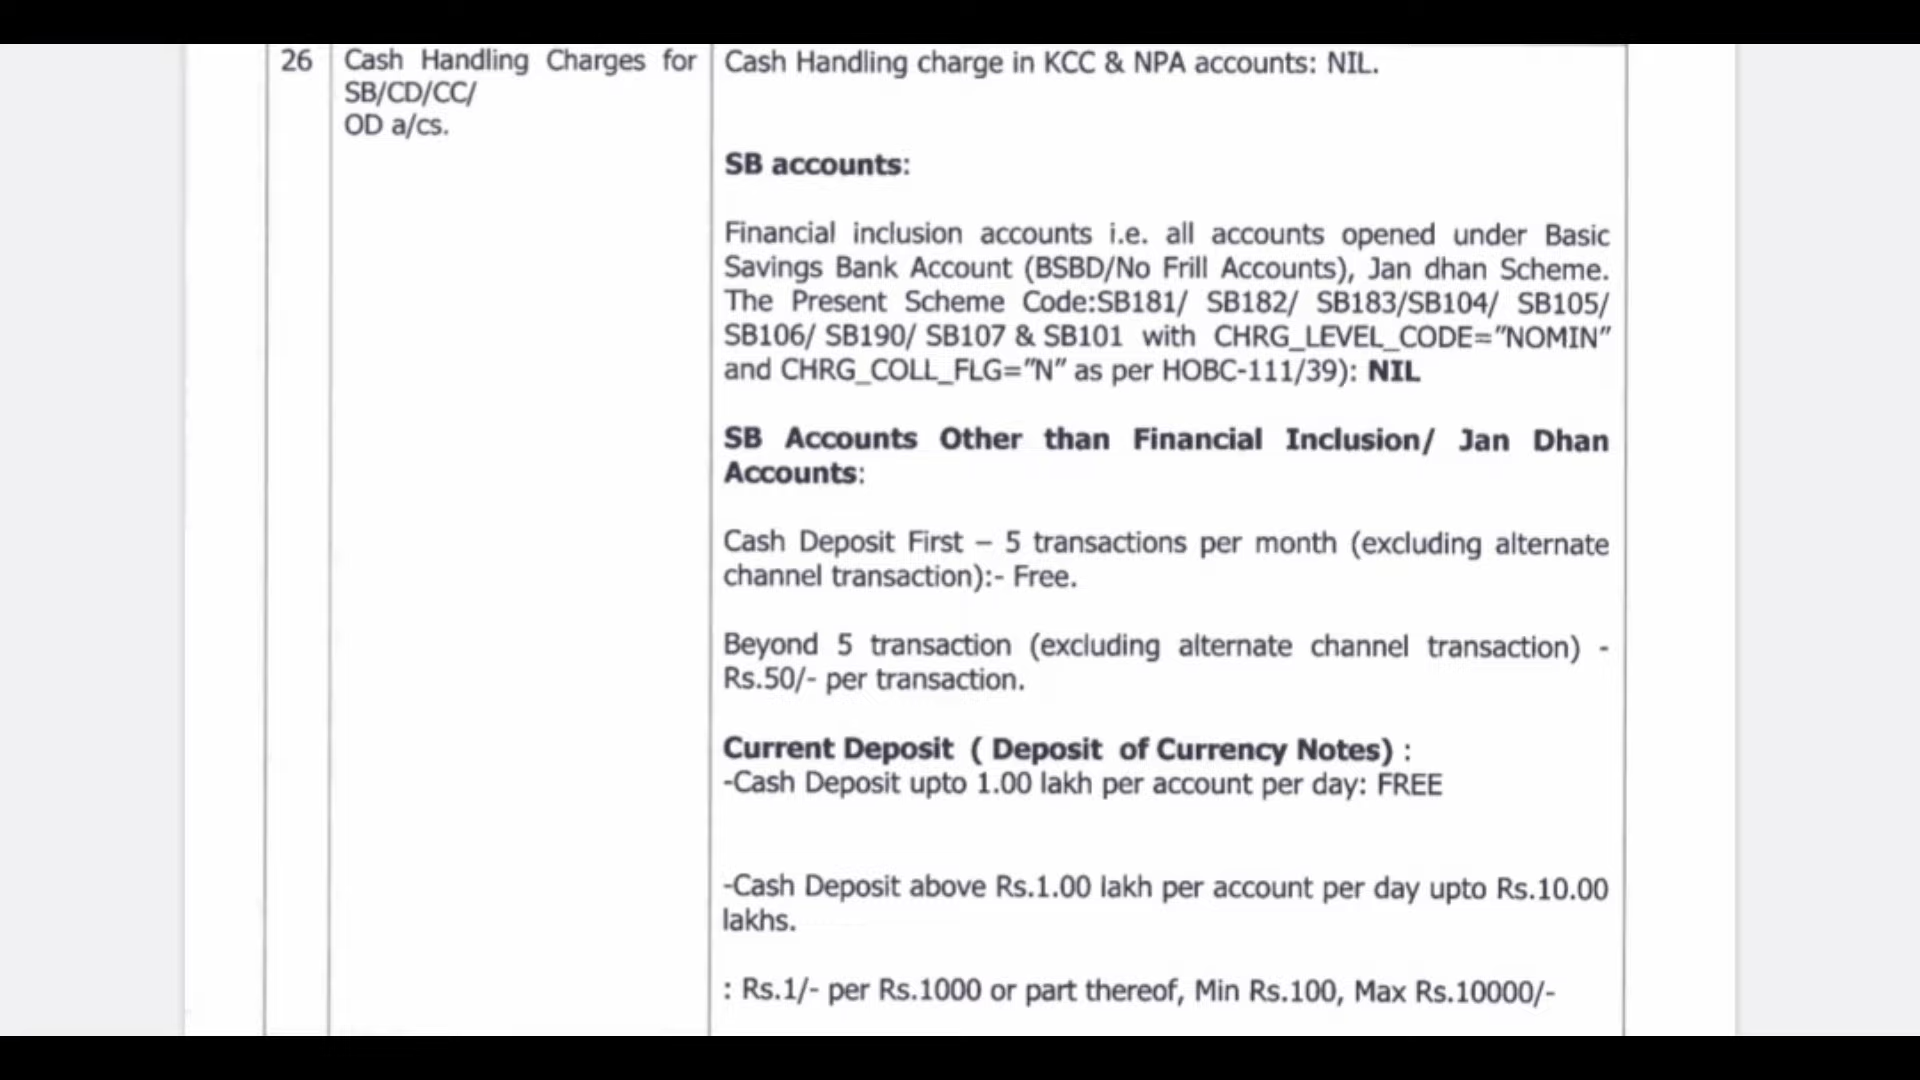 26
Cash Handling Charges for
SB/CD/CC/
OD a/cs.
Cash Handling charge in KCC & NPA accounts: NIL.
SB accounts:
Financial inclusion accounts i.e. all accounts opened under Basic
Savings Bank Account (BSBD/No Frill Accounts), Jan dhan Scheme.
The Present Scheme Code:SB181/ SB182/ SB183/SB104/ SB105/
SB106/ SB190/ SB107 & SB101 with CHRG_LEVEL_CODE="NOMIN"
and CHRG_COLL_FLG="N" as per HOBC-111/39): NIL
SB Accounts Other than Financial Inclusion/ Jan Dhan
Accounts:
Cash Deposit First – 5 transactions per month (excluding alternate
channel transaction):- Free.
Beyond 5 transaction (excluding alternate channel transaction) -
Rs.50/- per transaction.
Current Deposit ( Deposit of Currency Notes) :
-Cash Deposit upto 1.00 lakh per account per day: FREE
-Cash Deposit above Rs.1.00 lakh per account per day upto Rs.10.00
lakhs.
: Rs.1/- per Rs.1000 or part thereof, Min Rs.100, Max Rs.10000/-